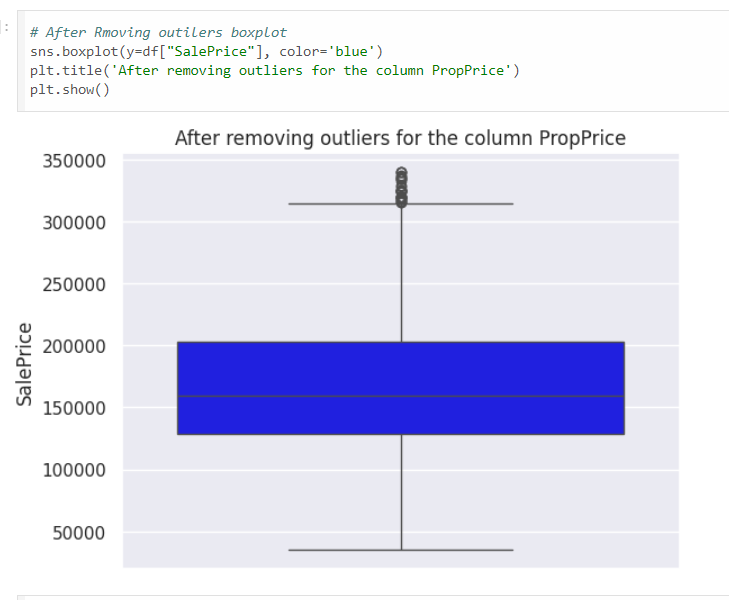 ]:
# After Rmoving outilers boxplot
sns.boxplot(y=df["SalePrice"], color='blue')
plt.title('After removing outliers for the column PropPrice')
plt.show()
After removing outliers for the column PropPrice
350000
300000
250000
200000
150000
100000
50000
SalePrice